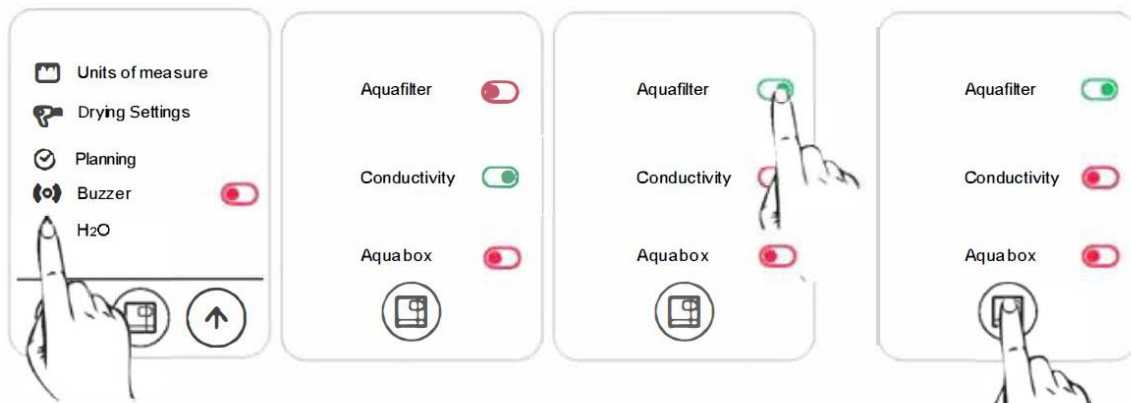 Units of measure
Drying Settings
Planning
Buzzer
H2O
Aquafilter
Conductivity
Aquabox
Aquafilter
Conductivity
Aquabox
Aquafilter
Conductivity
Aquabox